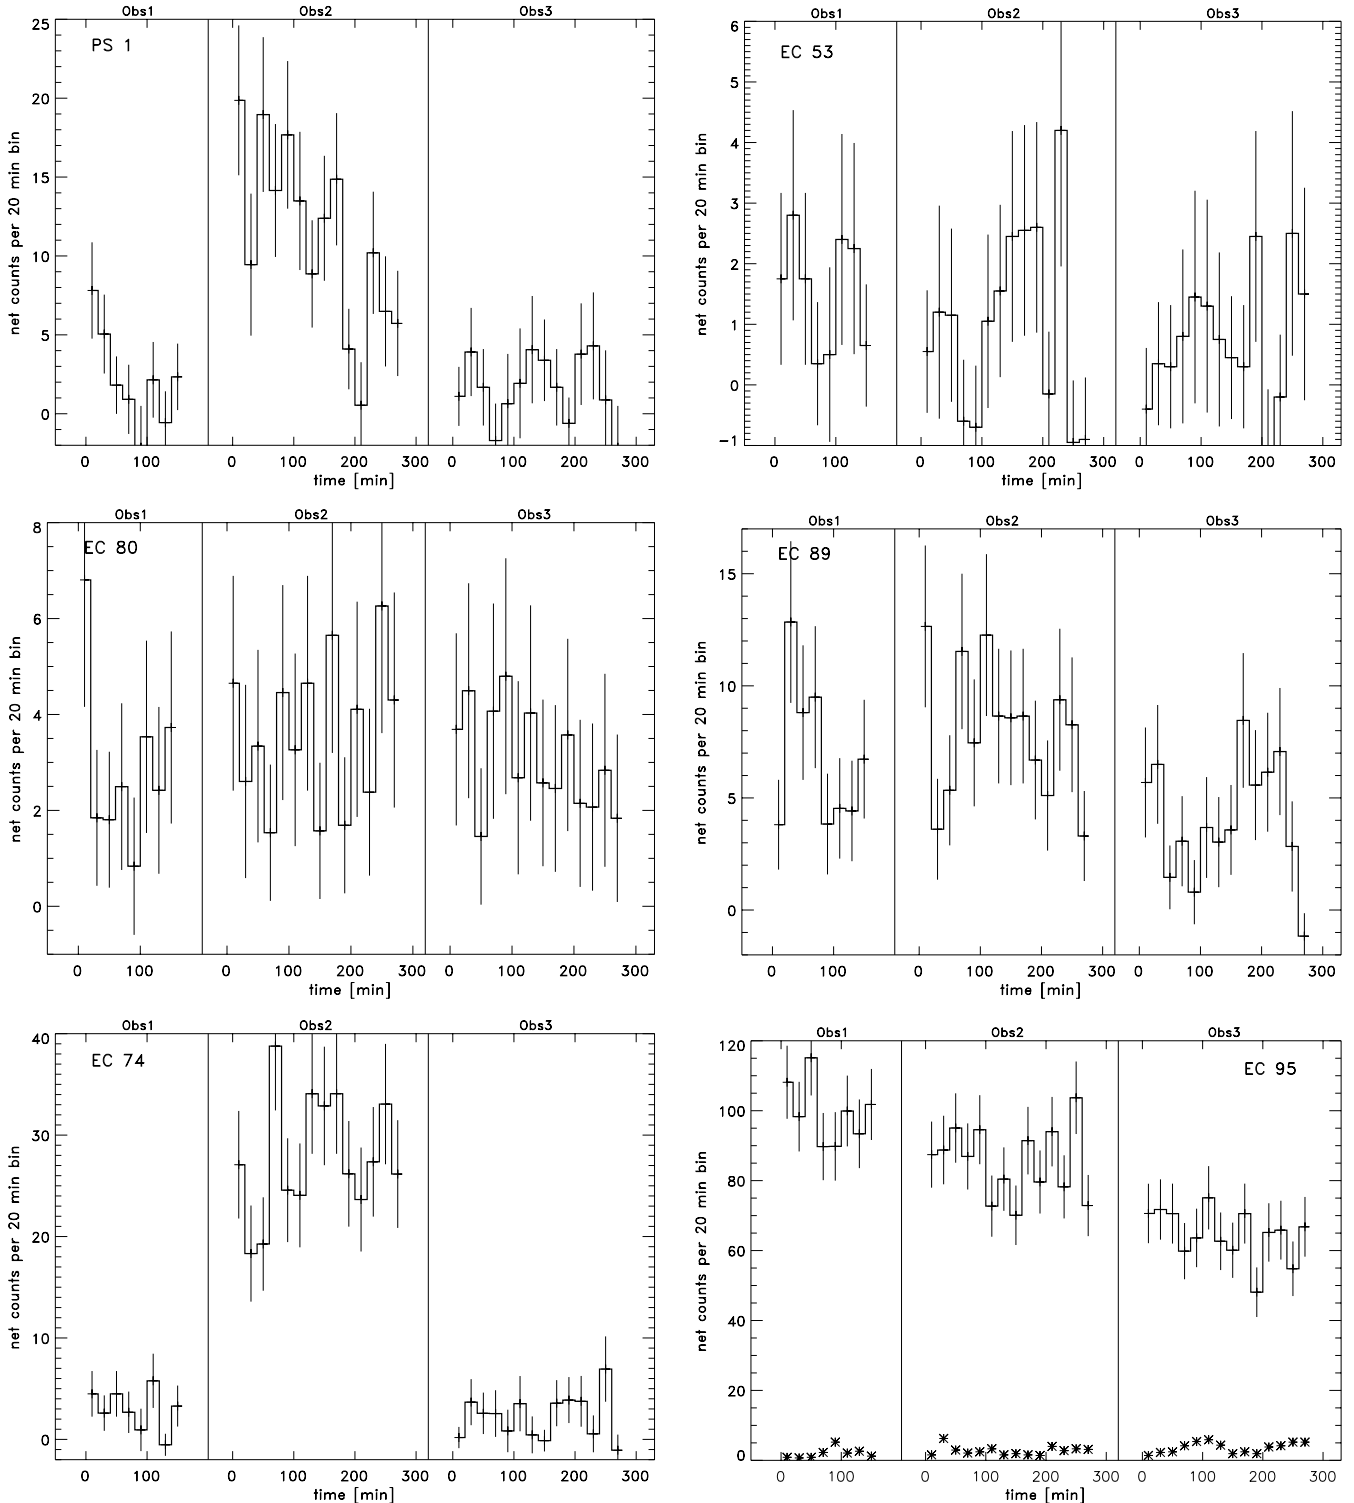 Obs1 Obs2 Obs3
PS 1
25
20
15
10
5
0
net counts per 20 min bin
0 100 0 100 200 300 0 100 200 300
time [min]
Obs1 Obs2 Obs3
EC 53
6
5
4
3
2
1
0
-1
net counts per 20 min bin
0 100 0 100 200 300 0 100 200 300
time [min]
Obs1 Obs2 Obs3
EC 80
8
6
4
2
0
net counts per 20 min bin
0 100 0 100 200 300 0 100 200 300
time [min]
Obs1 Obs2 Obs3
EC 89
15
10
5
0
net counts per 20 min bin
0 100 0 100 200 300 0 100 200 300
time [min]
Obs1 Obs2 Obs3
EC 74
40
30
20
10
0
net counts per 20 min bin
0 100 0 100 200 300 0 100 200 300
time [min]
Obs1 Obs2 Obs3
EC 95
120
100
80
60
40
20
0
net counts per 20 min bin
0 100 0 100 200 300 0 100 200 300
time [min]